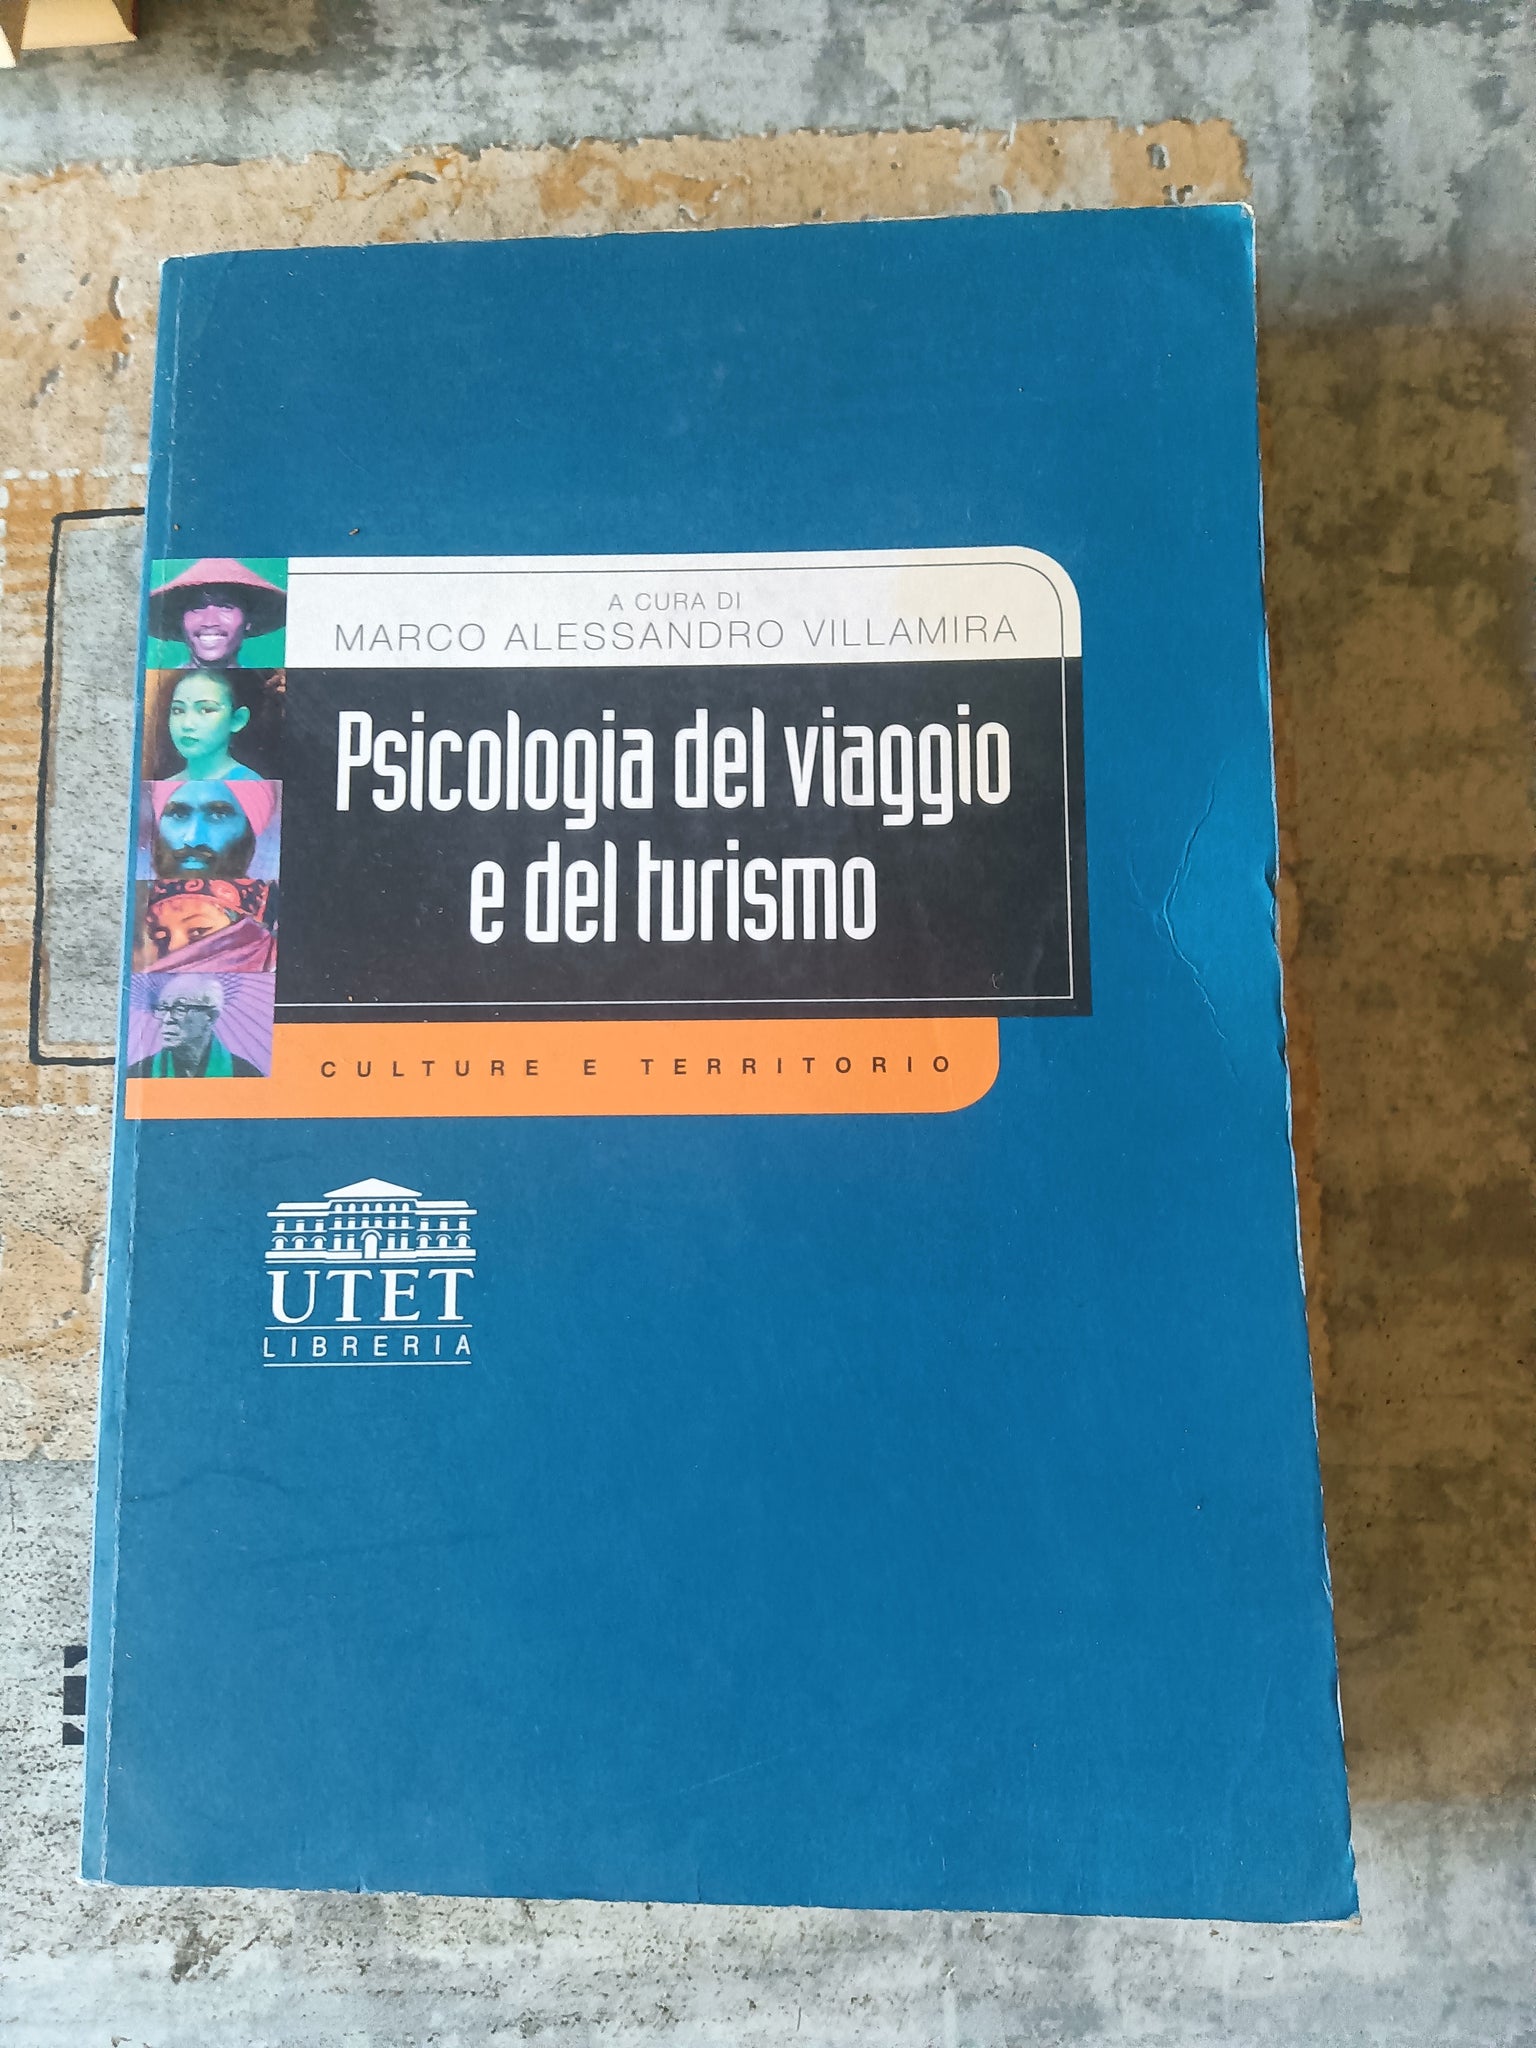 A CURA DI
MARCO ALESSANDRO VILLAMIRA
Psicologia del viaggio
e del turismo
CULTURE E TERRITORIO
UTET
LIBRERIA